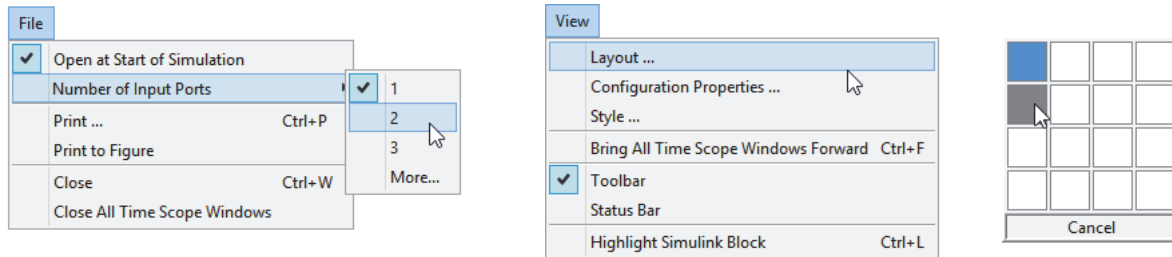 File
Open at Start of Simulation
Number of Input Ports
Print ... Ctrl+P
Print to Figure
Close Ctrl+W
Close All Time Scope Windows
1
2
3
More...
View
Layout ...
Configuration Properties ...
Style ...
Bring All Time Scope Windows Forward Ctrl+F
Toolbar
Status Bar
Highlight Simulink Block Ctrl+L
Cancel